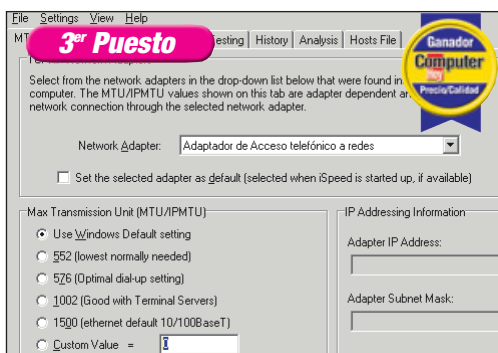 File Settings View Help
3er Puesto
MT
esting History Analysis Hosts File
Ganador
Computer
hoy
Precio/Calidad
Select from the network adapters in the drop-down list below that were found in
computer. The MTU/IPMTU values shown on this tab are adapter dependent an
network connection through the selected network adapter.
Network Adapter: Adaptador de Acceso telefónico a redes
Set the selected adapter as default (selected when iSpeed is started up, if available)
Max Transmission Unit (MTU/IPMTU)
Use Windows Default setting
552 (lowest normally needed)
576 (Optimal dial-up setting)
1002 (Good with Terminal Servers)
1500 (ethernet default 10/100BaseT)
Custom Value = 0
IP Addressing Information
Adapter IP Address:
Adapter Subnet Mask: